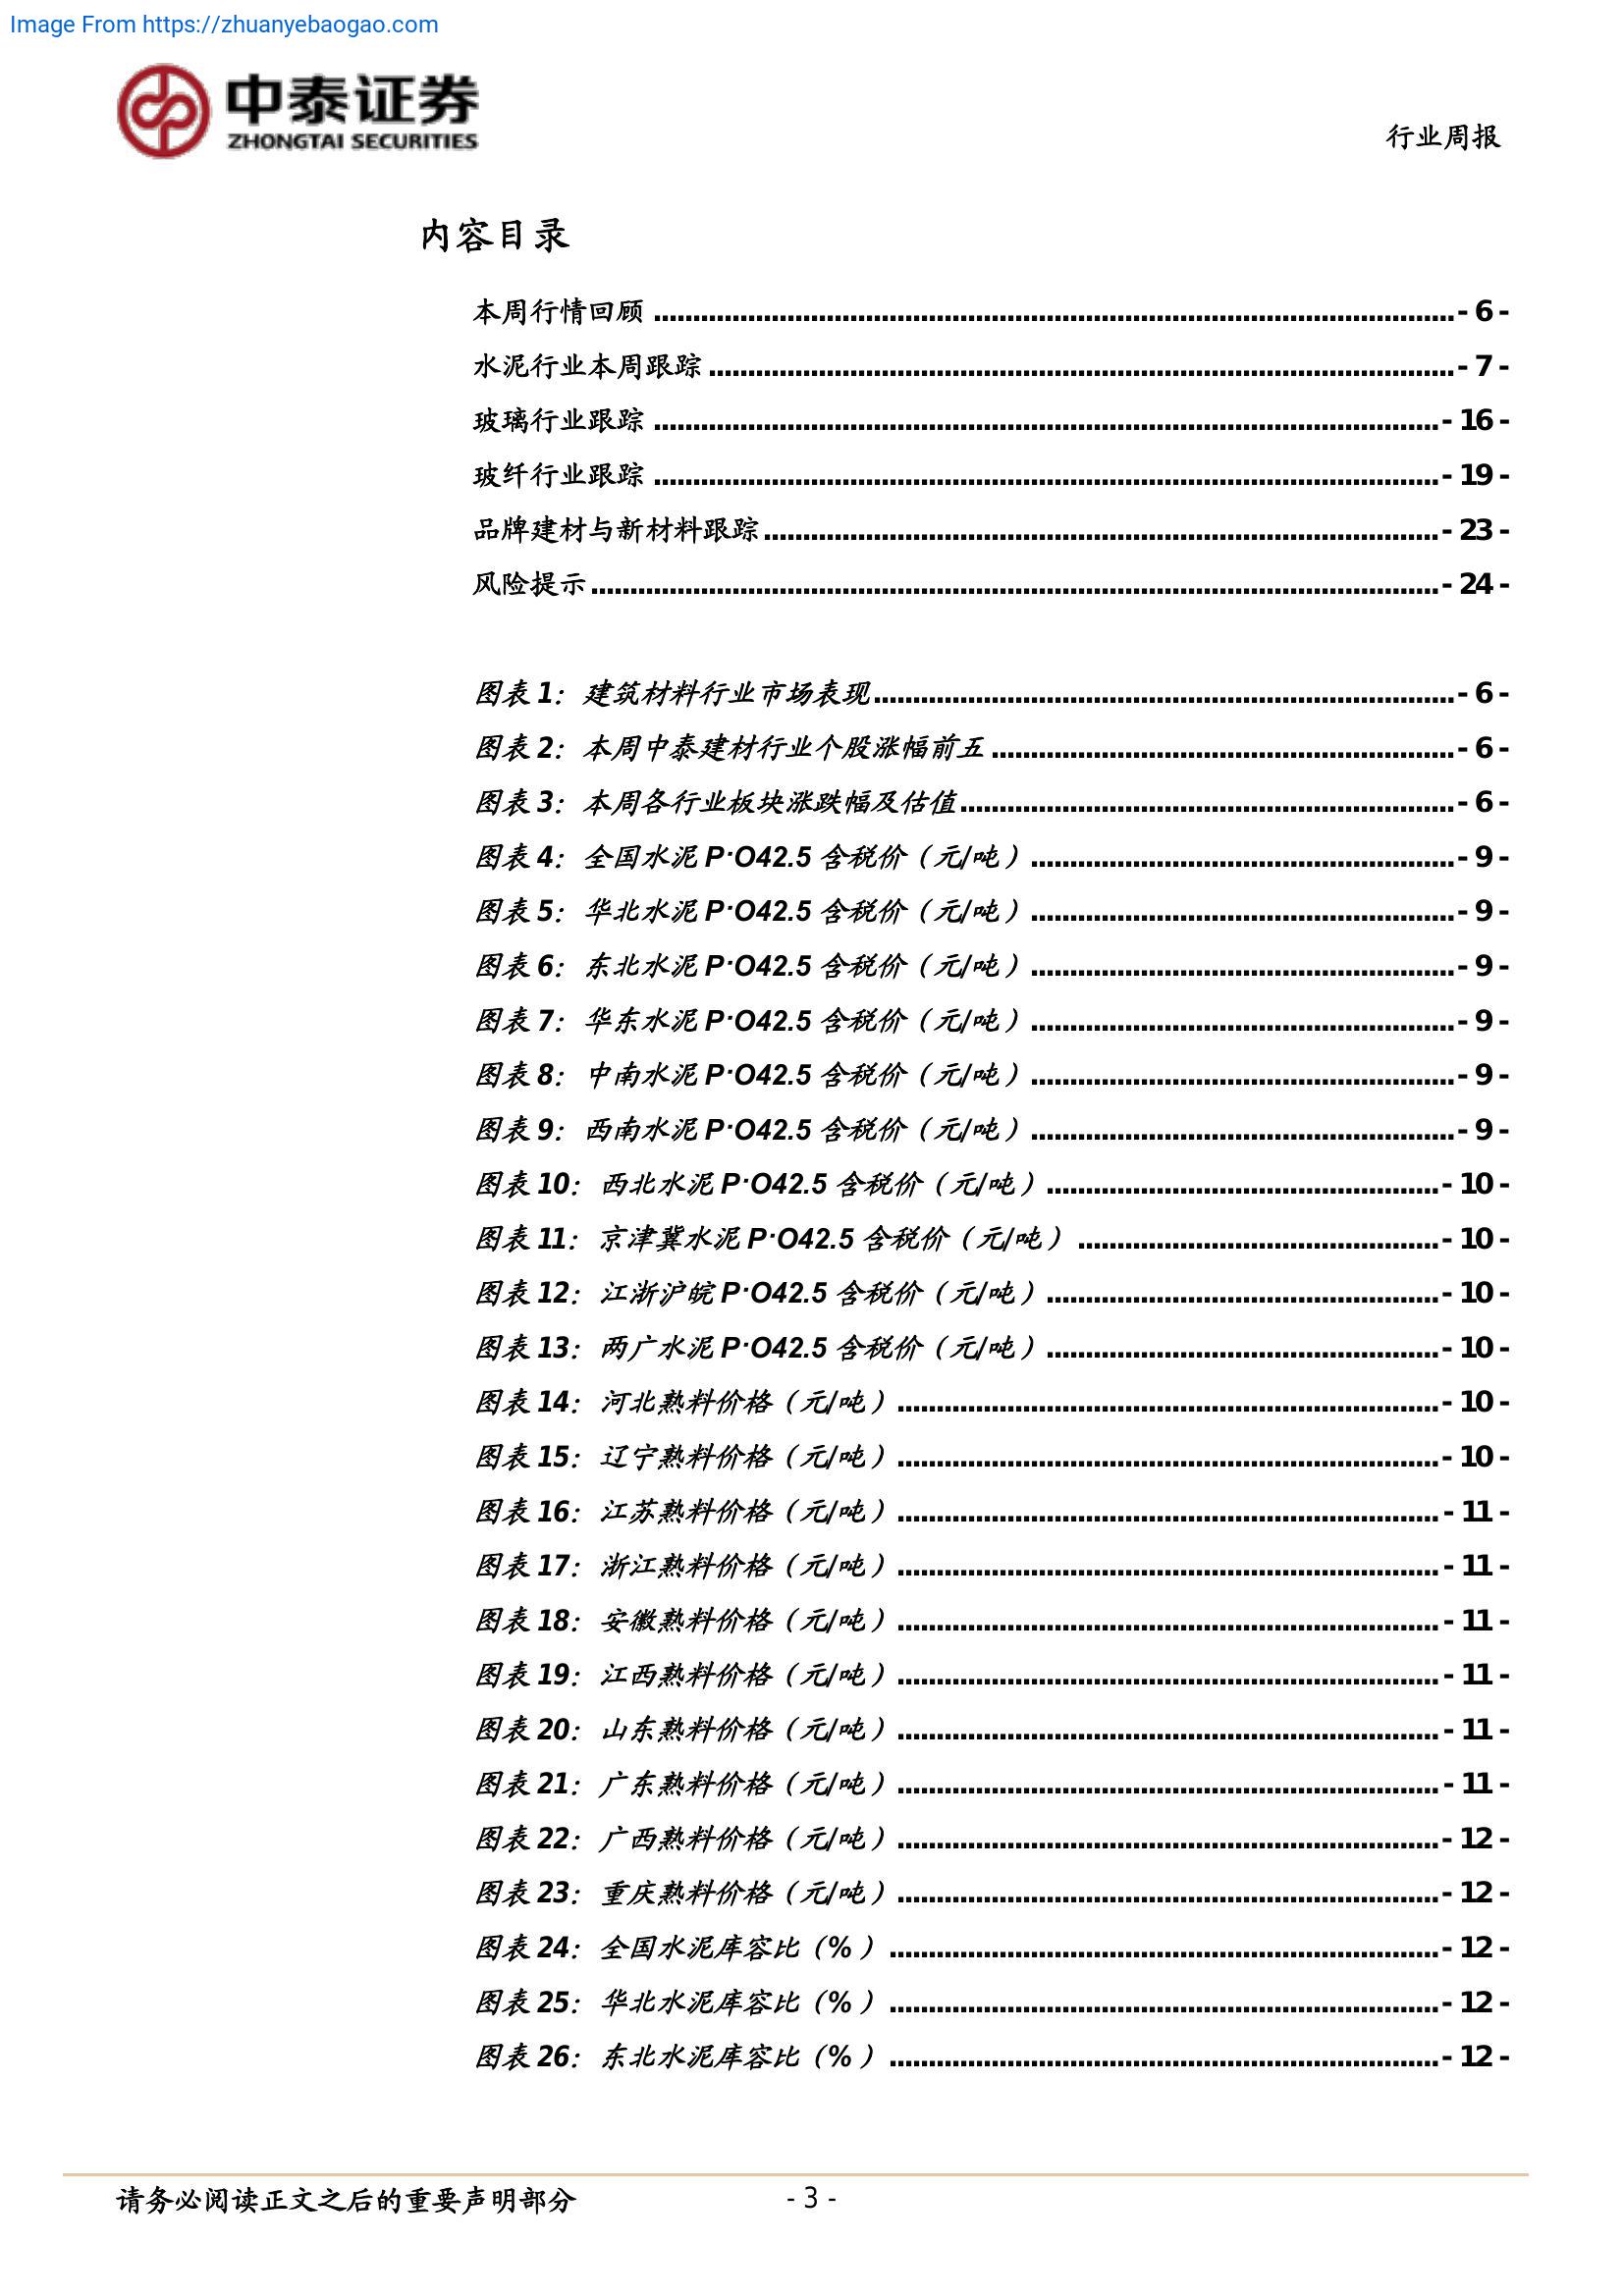 Image From https://zhuanyebaogao.com
中泰证券
ZHONGTAI SECURITIES
行业周报
内容目录
本周行情回顾 ........ - 6 -
水泥行业本周跟踪 ........ - 7 -
玻璃行业跟踪 ........ - 16 -
玻纤行业跟踪 ........ - 19 -
品牌建材与新材料跟踪 ........ - 23 -
风险提示 ........ - 24 -
图表 1：建筑材料行业市场表现 ........ - 6 -
图表 2：本周中泰建材行业个股涨幅前五 ........ - 6 -
图表 3：本周各行业板块涨跌幅及估值 ........ - 6 -
图表 4：全国水泥 P·O42.5 含税价（元/吨） ........ - 9 -
图表 5：华北水泥 P·O42.5 含税价（元/吨） ........ - 9 -
图表 6：东北水泥 P·O42.5 含税价（元/吨） ........ - 9 -
图表 7：华东水泥 P·O42.5 含税价（元/吨） ........ - 9 -
图表 8：中南水泥 P·O42.5 含税价（元/吨） ........ - 9 -
图表 9：西南水泥 P·O42.5 含税价（元/吨） ........ - 9 -
图表 10：西北水泥 P·O42.5 含税价（元/吨） ........ - 10 -
图表 11：京津冀水泥 P·O42.5 含税价（元/吨） ........ - 10 -
图表 12：江浙沪皖 P·O42.5 含税价（元/吨） ........ - 10 -
图表 13：两广水泥 P·O42.5 含税价（元/吨） ........ - 10 -
图表 14：河北熟料价格（元/吨） ........ - 10 -
图表 15：辽宁熟料价格（元/吨） ........ - 10 -
图表 16：江苏熟料价格（元/吨） ........ - 11 -
图表 17：浙江熟料价格（元/吨） ........ - 11 -
图表 18：安徽熟料价格（元/吨） ........ - 11 -
图表 19：江西熟料价格（元/吨） ........ - 11 -
图表 20：山东熟料价格（元/吨） ........ - 11 -
图表 21：广东熟料价格（元/吨） ........ - 11 -
图表 22：广西熟料价格（元/吨） ........ - 12 -
图表 23：重庆熟料价格（元/吨） ........ - 12 -
图表 24：全国水泥库容比（%） ........ - 12 -
图表 25：华北水泥库容比（%） ........ - 12 -
图表 26：东北水泥库容比（%） ........ - 12 -
请务必阅读正文之后的重要声明部分
- 3 -